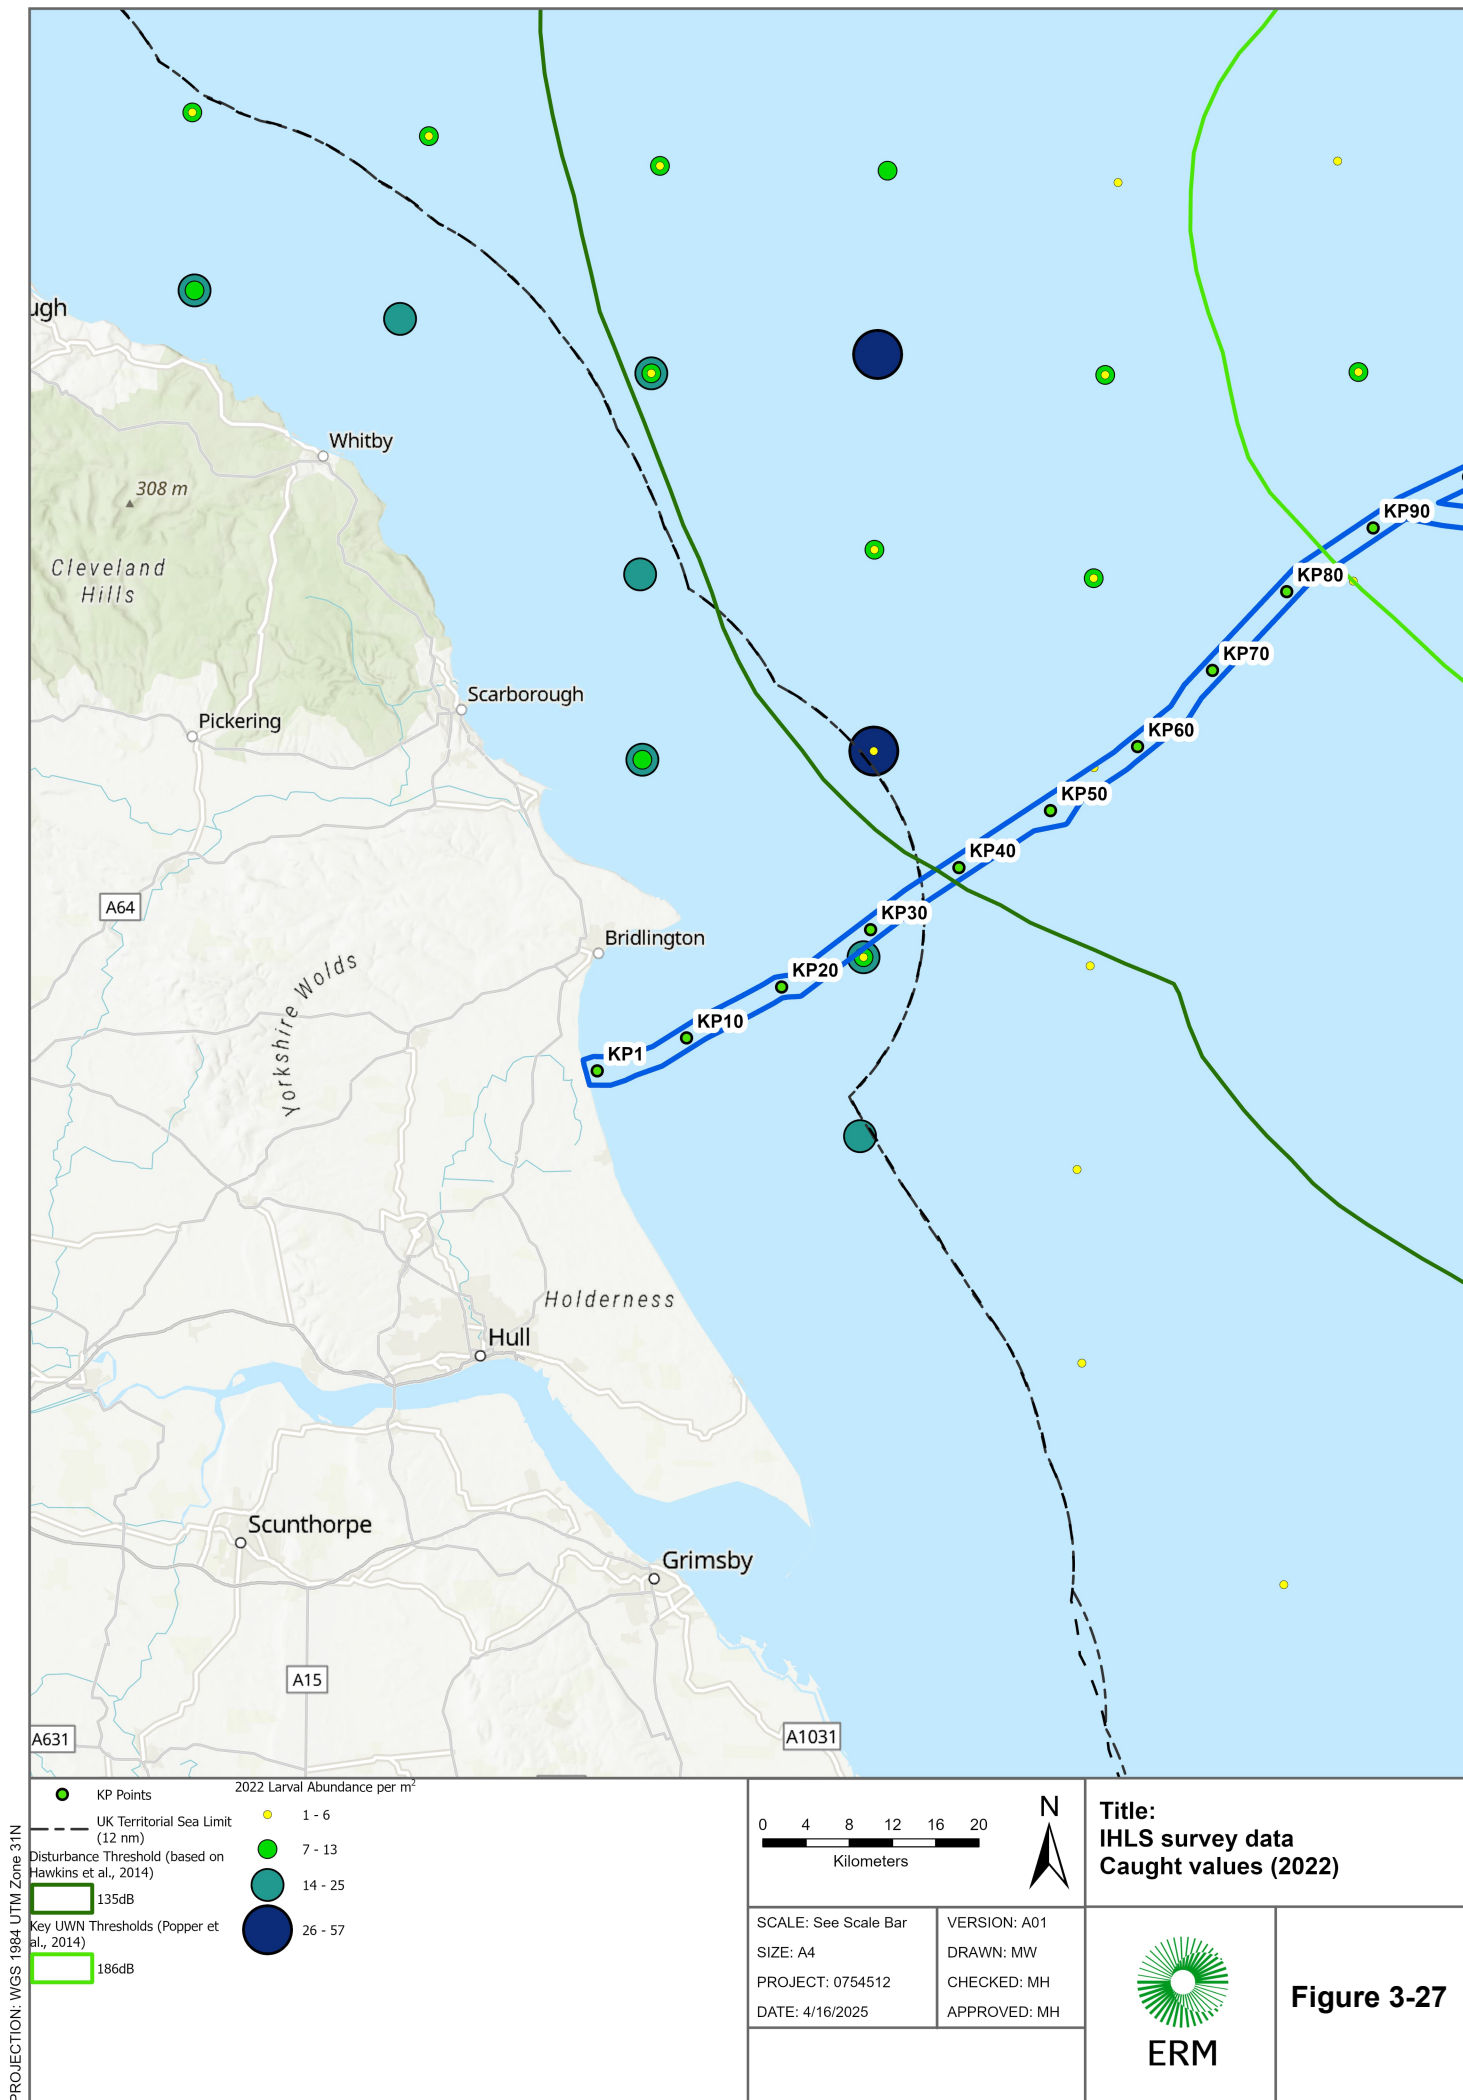 ugh
Whitby
308 m
Cleveland
Hills
KP90
KP80
KP70
Scarborough
Pickering
KP60
KP50
KP40
A64
KP30
Bridlington
Yorkshire Wolds
KP20
KP10
KP1
Holderness
Hull
Scunthorpe
Grimsby
A15
A631
A1031
PROJECTION: WGS 1984 UTM Zone 31N
KP Points
UK Territorial Sea Limit
(12 nm)
Disturbance Threshold (based on
Hawkins et al., 2014)
135dB
Key UWN Thresholds (Popper et
al., 2014)
186dB
2022 Larval Abundance per m²
1 - 6
7 - 13
14 - 25
26 - 57
0 4 8 12 16 20
Kilometers
N
Title:
IHLS survey data
Caught values (2022)
SCALE: See Scale Bar
SIZE: A4
PROJECT: 0754512
DATE: 4/16/2025
VERSION: A01
DRAWN: MW
CHECKED: MH
APPROVED: MH
ERM
Figure 3-27